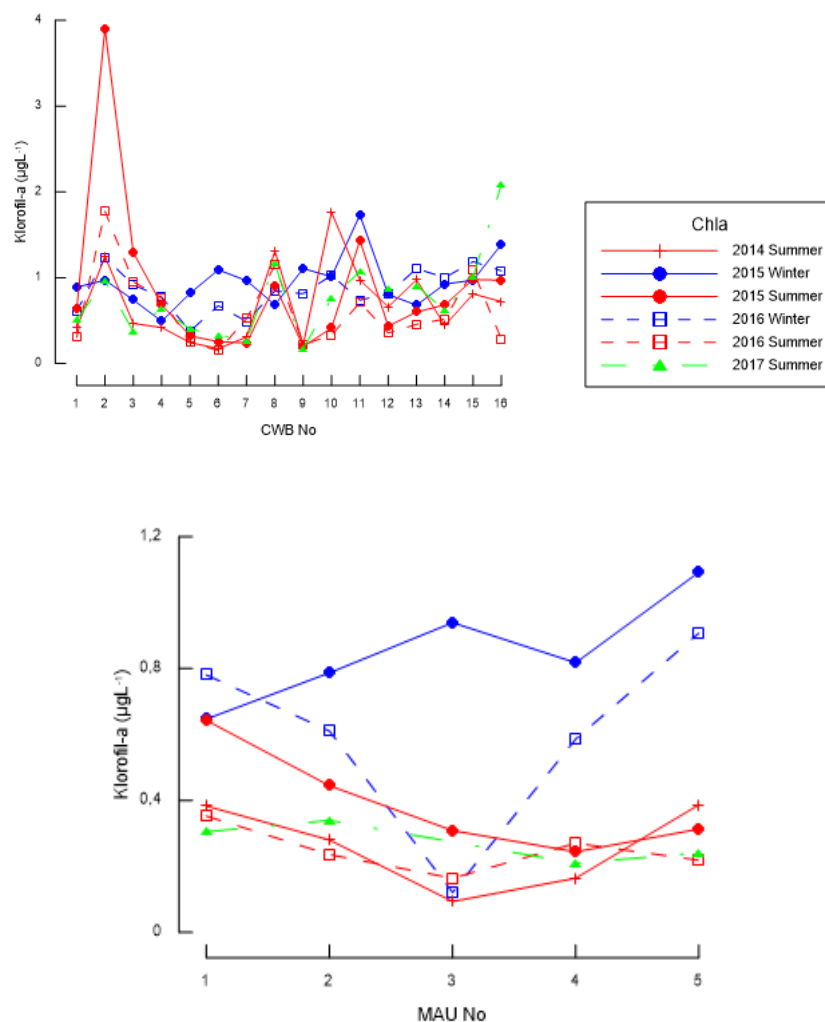 4
3
2
1
0
Klorofil-a (µgL⁻¹)
1 2 3 4 5 6 7 8 9 10 11 12 13 14 15 16
CWB No
Chla
2014 Summer
2015 Winter
2015 Summer
2016 Winter
2016 Summer
2017 Summer
1,2
0,8
0.4
0
Klorofil-a (µgL⁻¹)
1 2 3 4 5
MAU No